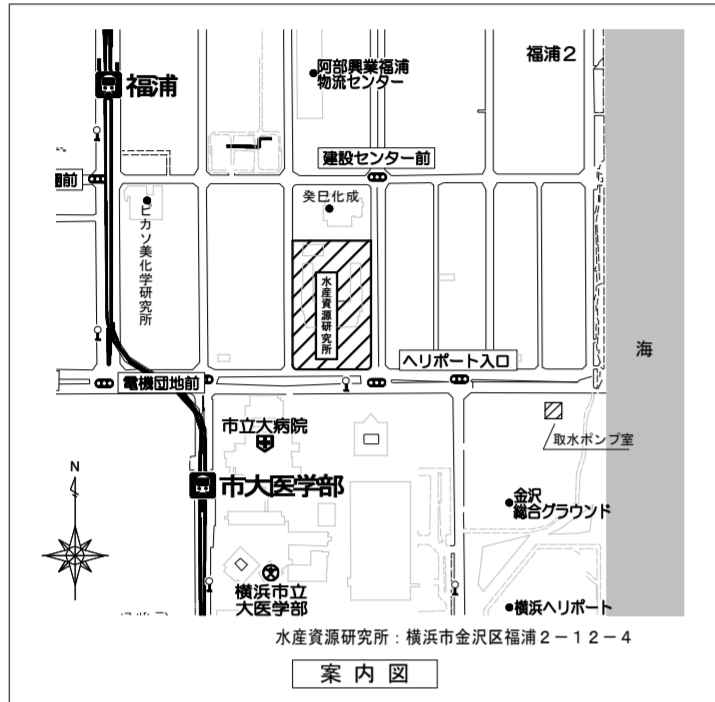 福浦2
阿部興業福浦
物流センター
福浦
建設センター前
園前
癸巳化成
ピカソ美化学研究所
水産資源研究所
海
ヘリポート入口
電機団地前
市立大病院
取水ポンプ室
市大医学部
N
金沢
総合グラウンド
横浜市立
大医学部
横浜ヘリポート
水産資源研究所：横浜市金沢区福浦2－12－4
案内図